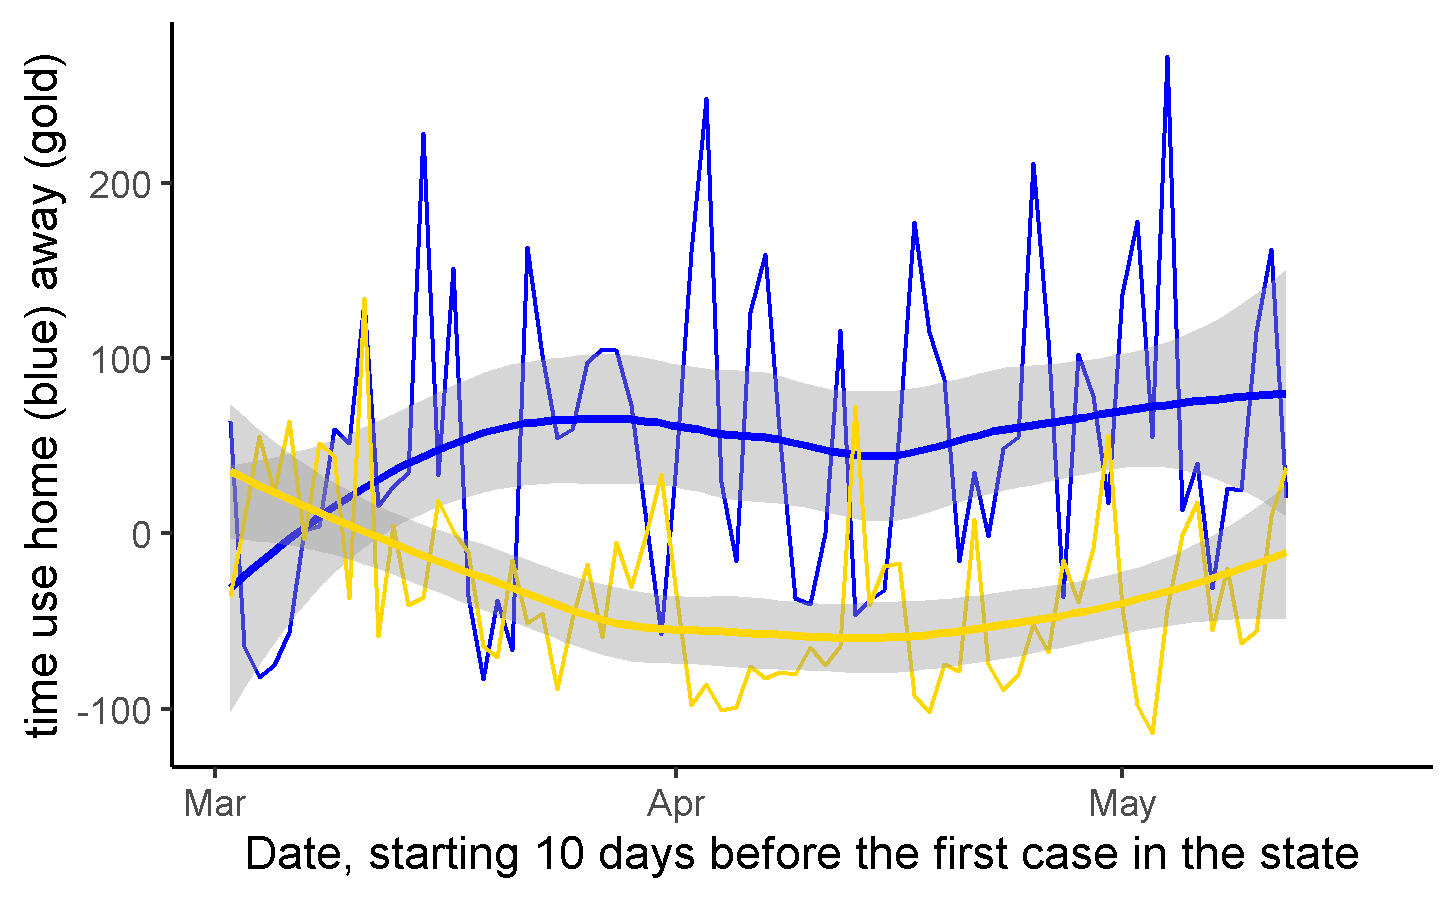 time use home (blue) away (gold)
200
100
0
-100
Mar
Apr
May
Date, starting 10 days before the first case in the state